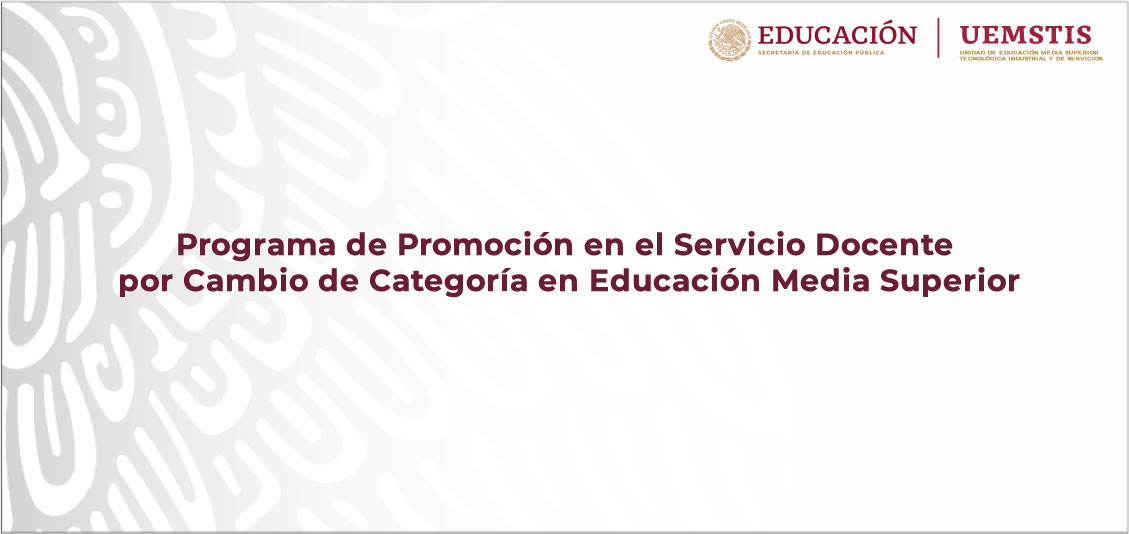 EDUCACIÓN
SECRETARÍA DE EDUCACIÓN PÚBLICA
UEMSTIS
UNIDAD DE EDUCACIÓN MEDIA SUPERIOR
TECNOLÓGICA INDUSTRIAL Y DE SERVICIOS
Programa de Promoción en el Servicio Docente
por Cambio de Categoría en Educación Media Superior